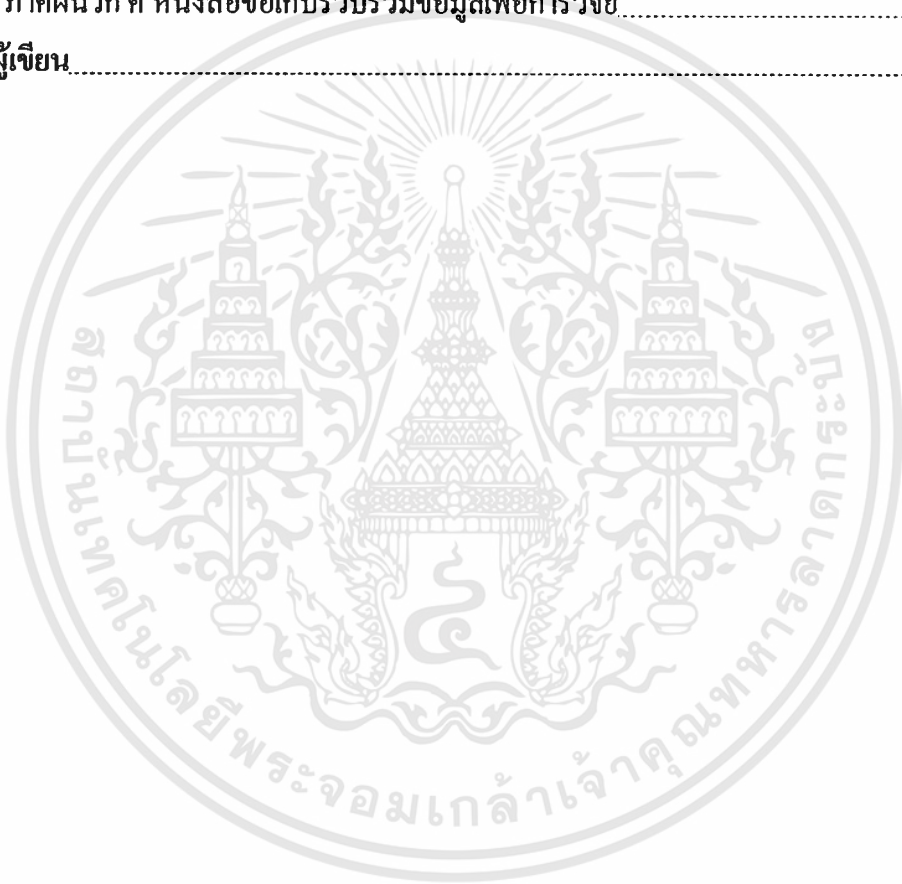 ภาคผนวก ค หนังสือขอเก็บรวบรวมข้อมูลเพื่อการวิจัย
ผู้เขียน
สถาบันเทคโนโลยีพระจอมเกล้าเจ้าคุณทหารลาดกระบัง
๔